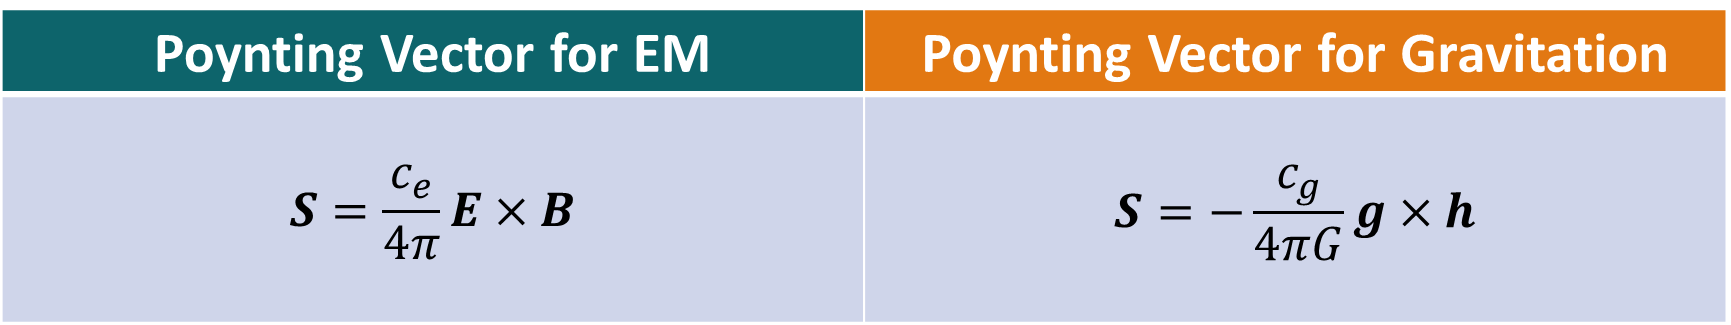 Poynting Vector for EM
Poynting Vector for Gravitation
S = c_e/4π E × B
S = − c_g/4πG g × h